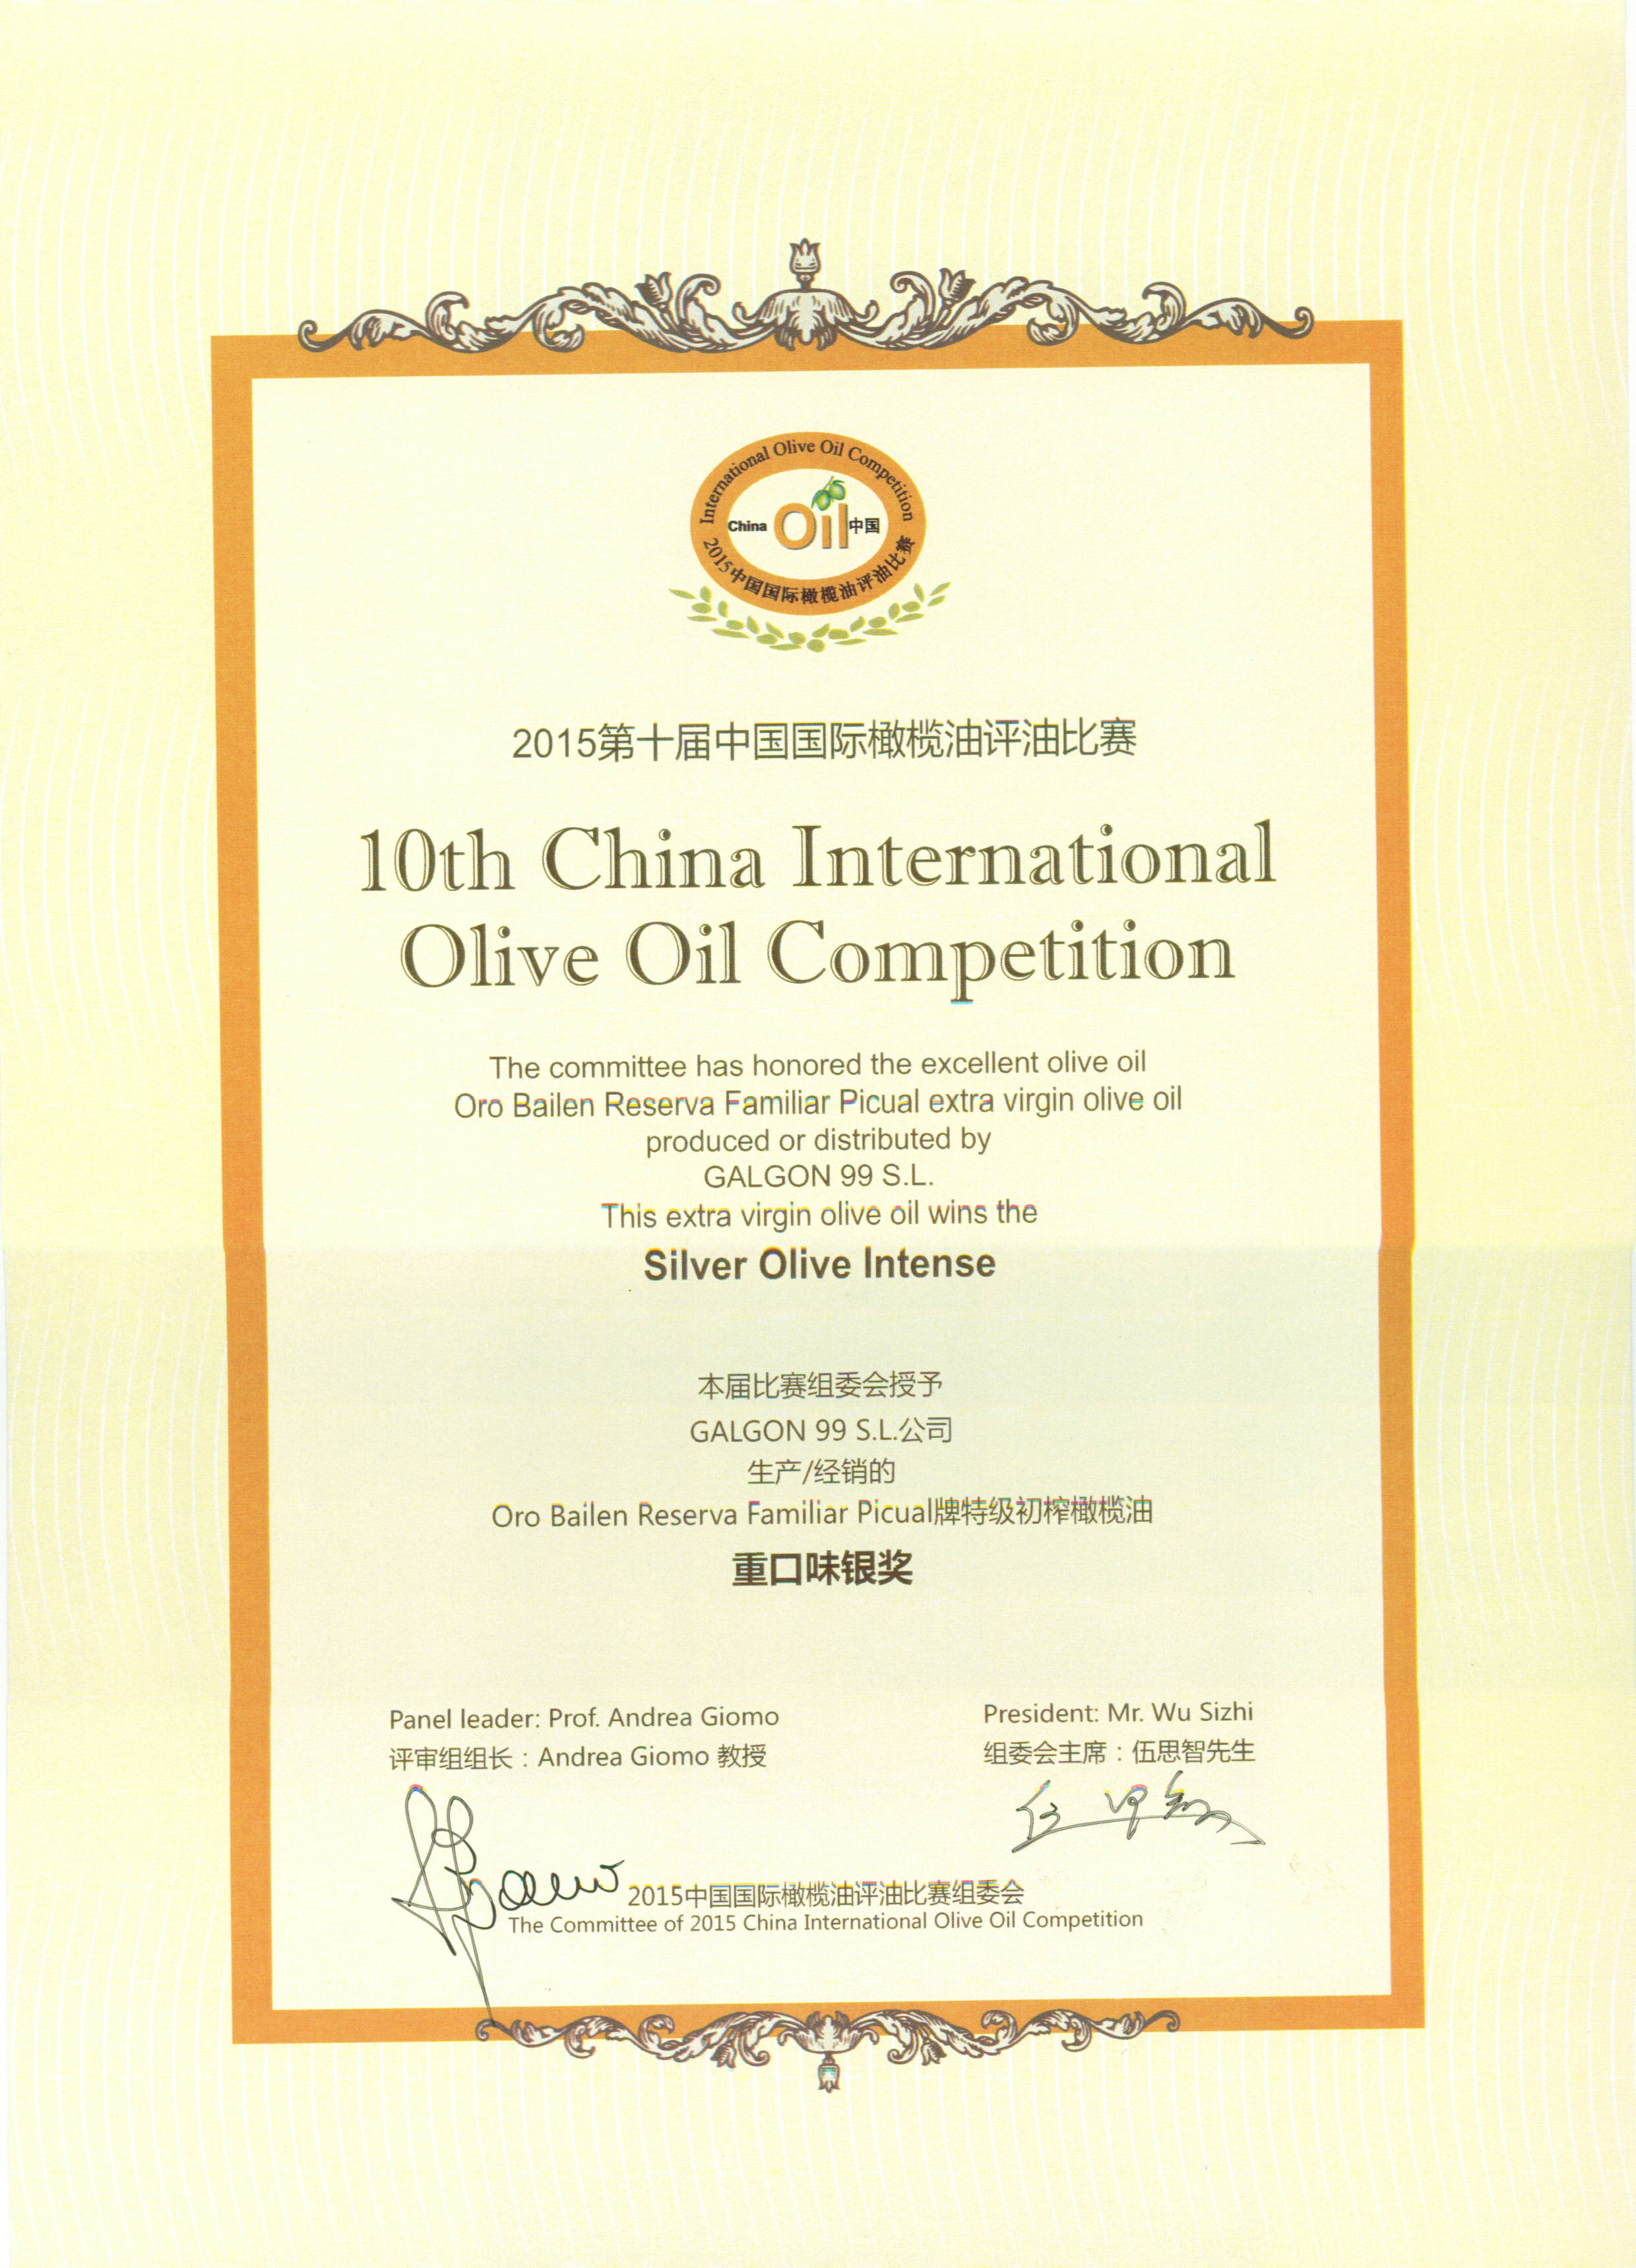 International Olive Oil Competition
China Oil 中国
2015中国国际橄榄油评油比赛
2015第十届中国国际橄榄油评油比赛
10th China International
Olive Oil Competition
The committee has honored the excellent olive oil
Oro Bailen Reserva Familiar Picual extra virgin olive oil
produced or distributed by
GALGON 99 S.L.
This extra virgin olive oil wins the
Silver Olive Intense
本届比赛组委会授予
GALGON 99 S.L.公司
生产/经销的
Oro Bailen Reserva Familiar Picual牌特级初榨橄榄油
重口味银奖
Panel leader: Prof. Andrea Giomo
评审组组长：Andrea Giomo 教授
President: Mr. Wu Sizhi
组委会主席：伍思智先生
2015中国国际橄榄油评油比赛组委会
The Committee of 2015 China International Olive Oil Competition